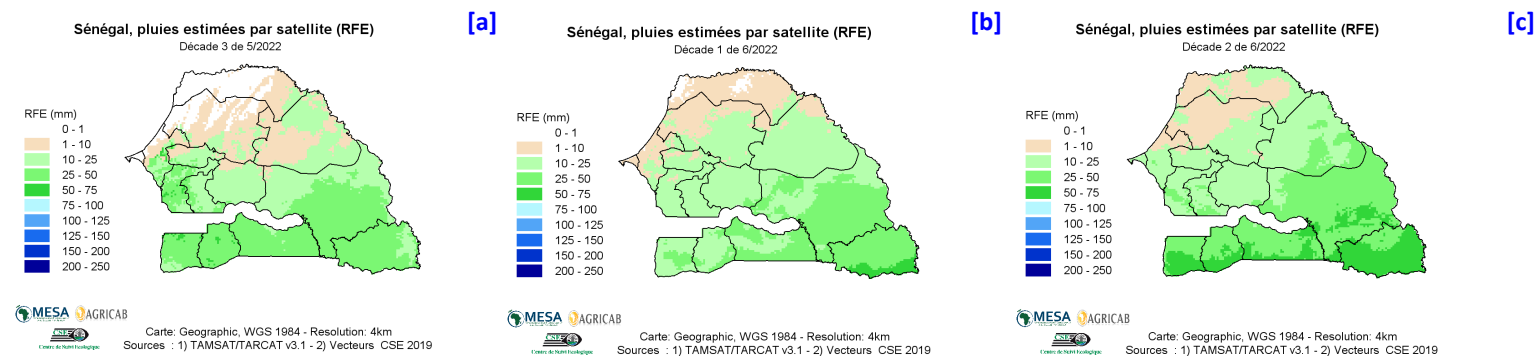 Sénégal, pluies estimées par satellite (RFE)
Décade 3 de 5/2022
[a]
RFE (mm)
0 - 1
1 - 10
10 - 25
25 - 50
50 - 75
75 - 100
100 - 125
125 - 150
150 - 200
200 - 250
MESA AGRICAB
CSE
Centre de Suivi Ecologique
Carte: Geographic, WGS 1984 - Resolution: 4km
Sources : 1) TAMSAT/TARCAT v3.1 - 2) Vecteurs CSE 2019
Sénégal, pluies estimées par satellite (RFE)
Décade 1 de 6/2022
[b]
RFE (mm)
0 - 1
1 - 10
10 - 25
25 - 50
50 - 75
75 - 100
100 - 125
125 - 150
150 - 200
200 - 250
MESA AGRICAB
CSE
Centre de Suivi Ecologique
Carte: Geographic, WGS 1984 - Resolution: 4km
Sources : 1) TAMSAT/TARCAT v3.1 - 2) Vecteurs CSE 2019
Sénégal, pluies estimées par satellite (RFE)
Décade 2 de 6/2022
[c]
RFE (mm)
0 - 1
1 - 10
10 - 25
25 - 50
50 - 75
75 - 100
100 - 125
125 - 150
150 - 200
200 - 250
MESA AGRICAB
CSE
Centre de Suivi Ecologique
Carte: Geographic, WGS 1984 - Resolution: 4km
Sources : 1) TAMSAT/TARCAT v3.1 - 2) Vecteurs CSE 2019